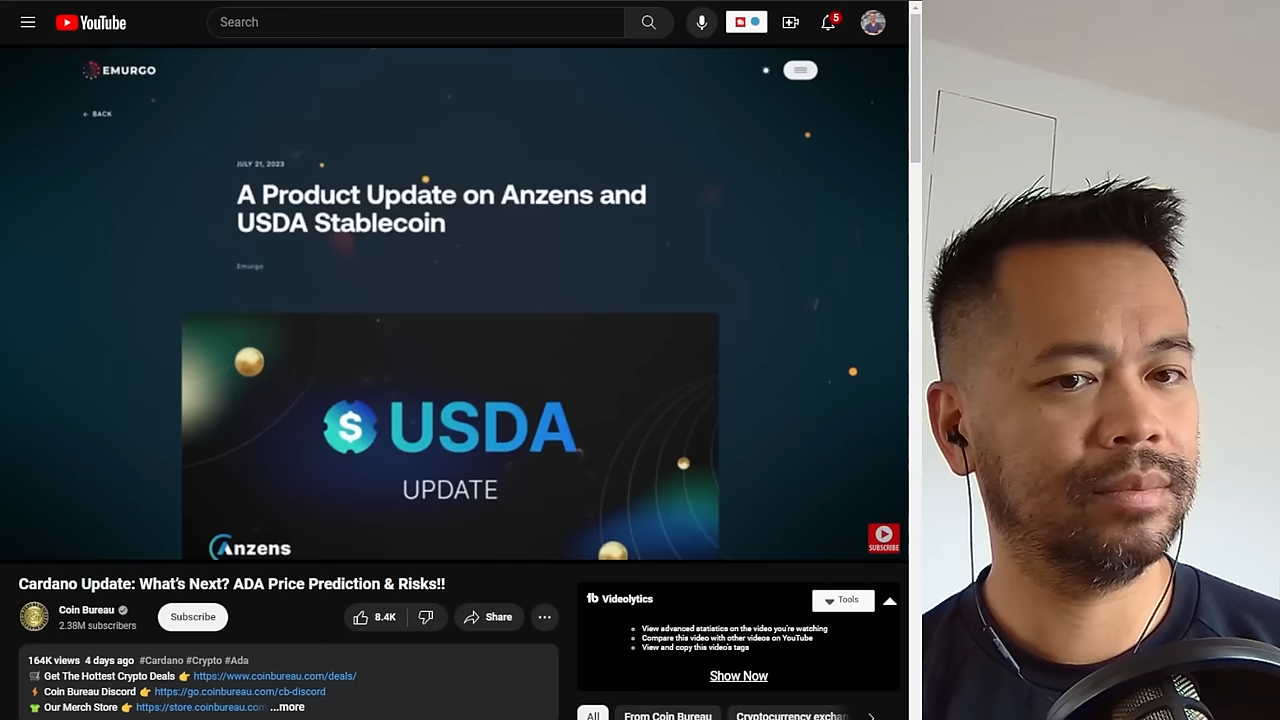 YouTube
Search
5
EMURGO
← BACK
JULY 21, 2023
A Product Update on Anzens and
USDA Stablecoin
Emurgo
$ USDA
UPDATE
Anzens
SUBSCRIBE
Cardano Update: What's Next? ADA Price Prediction & Risks!!
Coin Bureau
2.38M subscribers
Subscribe
8.4K
Share
164K views 4 days ago #Cardano #Crypto #Ada
Get The Hottest Crypto Deals 👉 https://www.coinbureau.com/deals/
Coin Bureau Discord 👉 https://go.coinbureau.com/cb-discord
Our Merch Store 👉 https://store.coinbureau.com ...more
Videolytics
Tools
View advanced statistics on the video you're watching
Compare this video with other videos on YouTube
View and copy this video's tags
Show Now
All
From Coin Bureau
Cryptocurrency exchan